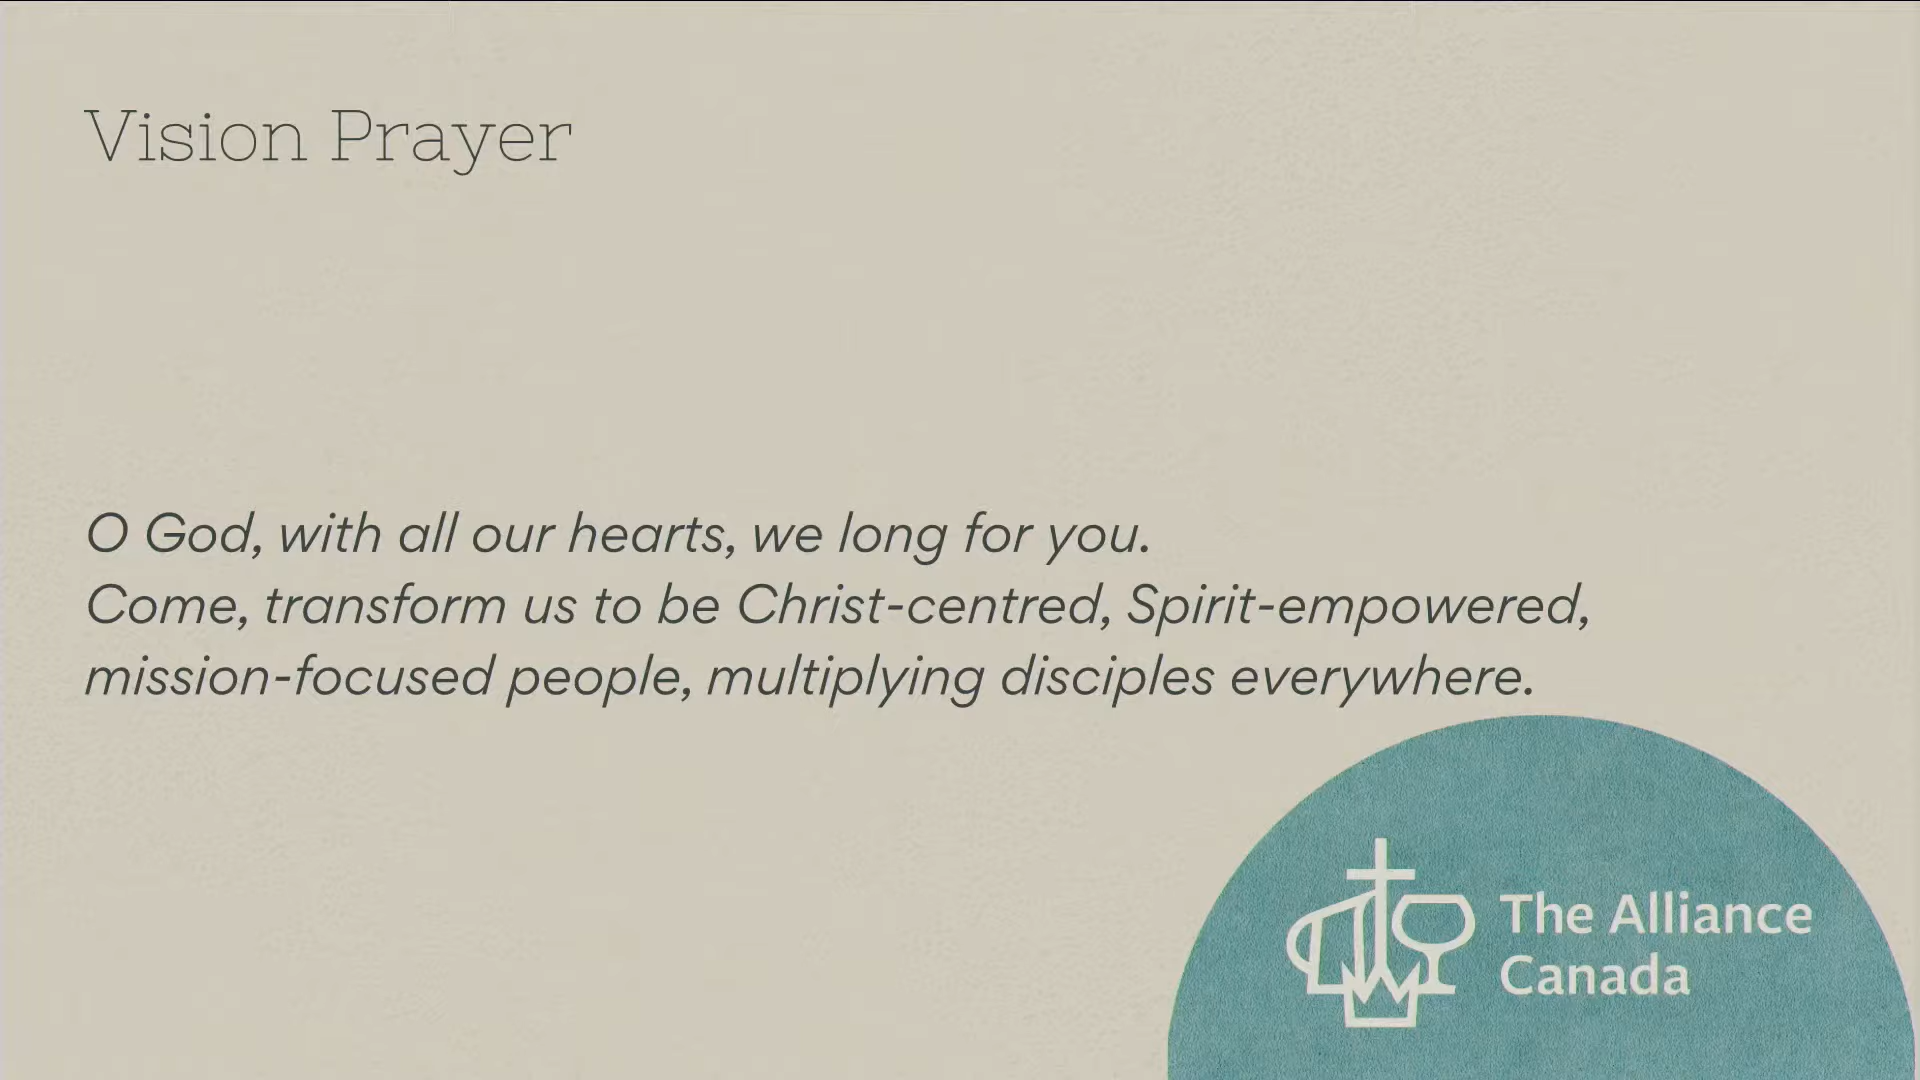 Vision Prayer
O God, with all our hearts, we long for you.
Come, transform us to be Christ-centred, Spirit-empowered,
mission-focused people, multiplying disciples everywhere.
The Alliance
Canada